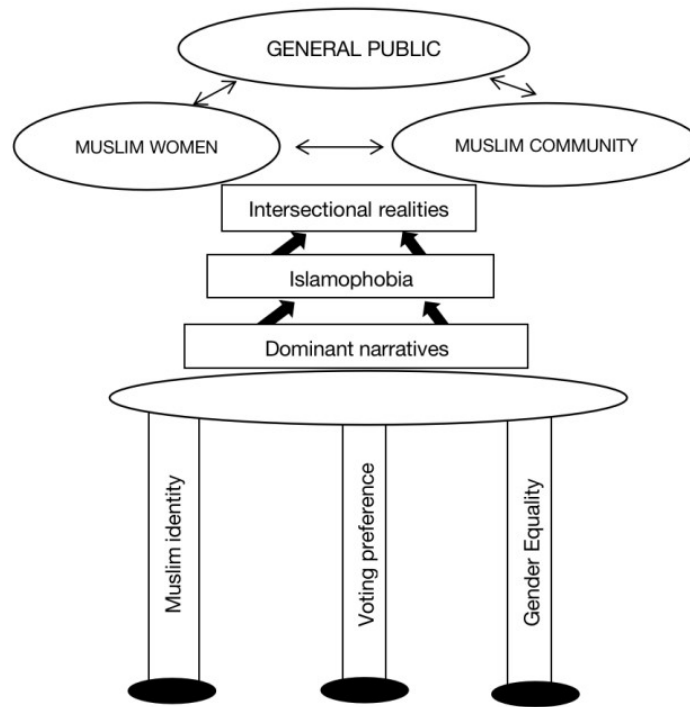 GENERAL PUBLIC
MUSLIM WOMEN
MUSLIM COMMUNITY
Intersectional realities
Islamophobia
Dominant narratives
Muslim identity
Voting preference
Gender Equality